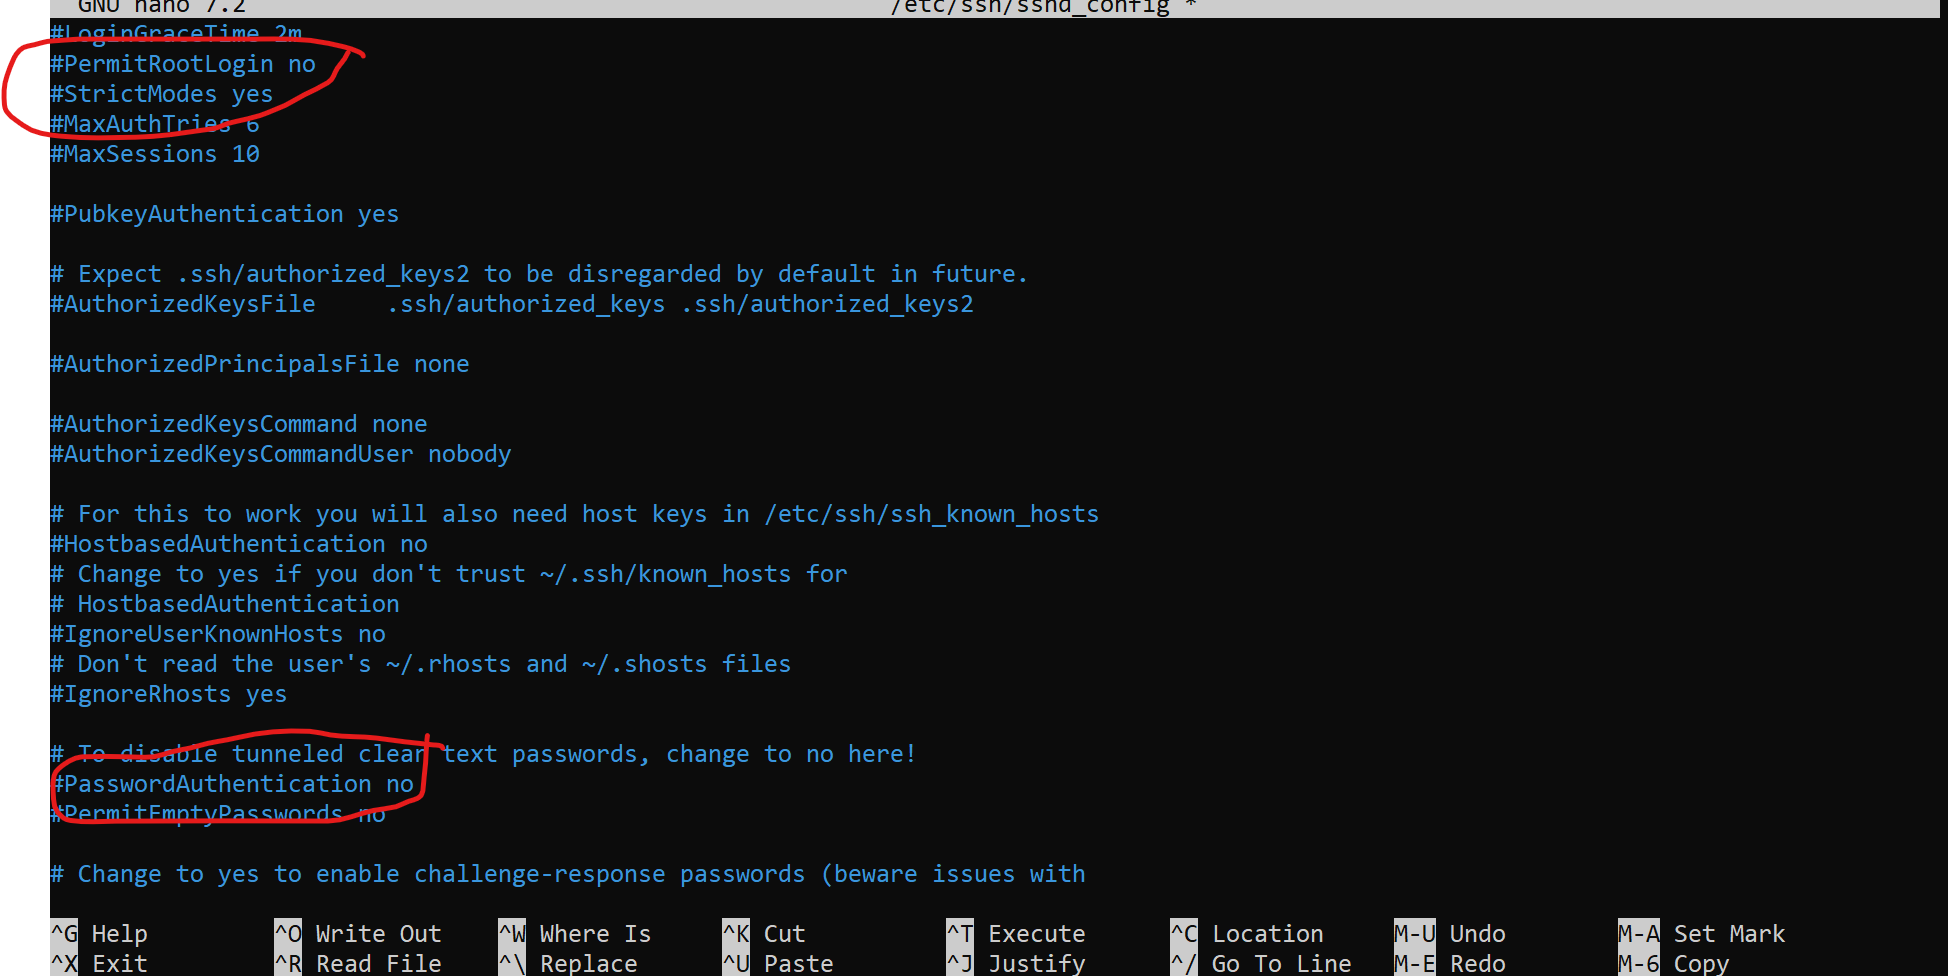 GNU nano 7.2 /etc/ssh/sshd_config *
#LoginGraceTime 2m
#PermitRootLogin no
#StrictModes yes
#MaxAuthTries 6
#MaxSessions 10
#PubkeyAuthentication yes
# Expect .ssh/authorized_keys2 to be disregarded by default in future.
#AuthorizedKeysFile     .ssh/authorized_keys .ssh/authorized_keys2
#AuthorizedPrincipalsFile none
#AuthorizedKeysCommand none
#AuthorizedKeysCommandUser nobody
# For this to work you will also need host keys in /etc/ssh/ssh_known_hosts
#HostbasedAuthentication no
# Change to yes if you don't trust ~/.ssh/known_hosts for
# HostbasedAuthentication
#IgnoreUserKnownHosts no
# Don't read the user's ~/.rhosts and ~/.shosts files
#IgnoreRhosts yes
# To disable tunneled clear text passwords, change to no here!
#PasswordAuthentication no
#PermitEmptyPasswords no
# Change to yes to enable challenge-response passwords (beware issues with
^G Help ^O Write Out ^W Where Is ^K Cut ^T Execute ^C Location M-U Undo M-A Set Mark
^X Exit ^R Read File ^\ Replace ^U Paste ^J Justify ^/ Go To Line M-E Redo M-6 Copy